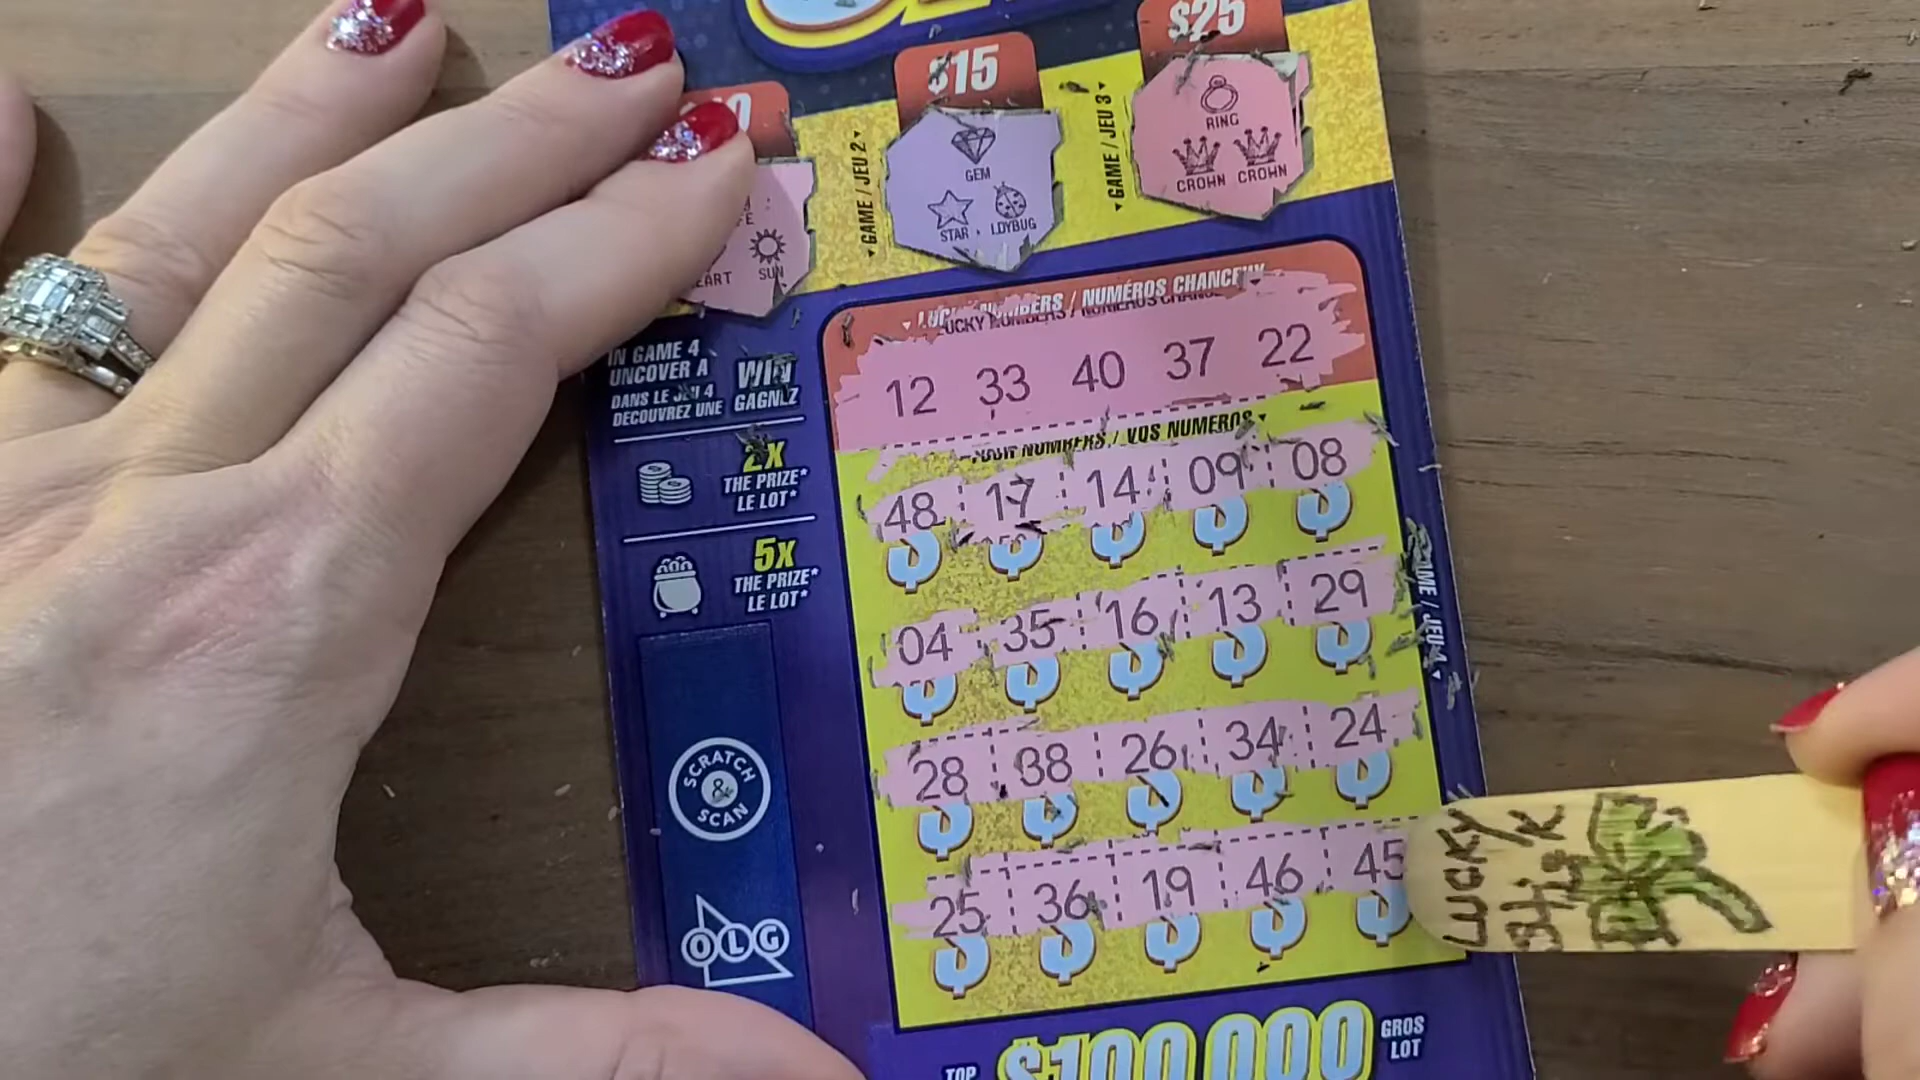 $15
$25
GAME / JEU 2
GAME / JEU 3
RING
CROWN CROWN
GEM
STAR LDYBUG
SUN
NUMÉROS CHANCEUX
UCKY NUMBERS / NUMÉROS CHANC
12 33 40 37 22
YOUR NUMBERS / VOS NUMÉROS
48 17 14 09 08
04 35 16 13 29
28 38 26 34 24
25 36 19 46 45
IN GAME 4
UNCOVER A
DANS LE JEU 4
DÉCOUVREZ UNE
WIN
GAGNEZ
2X
THE PRIZE*
LE LOT*
5X
THE PRIZE*
LE LOT*
SCRATCH
&
SCAN
OLG
TOP
$100,000
GROS
LOT
LUCKY